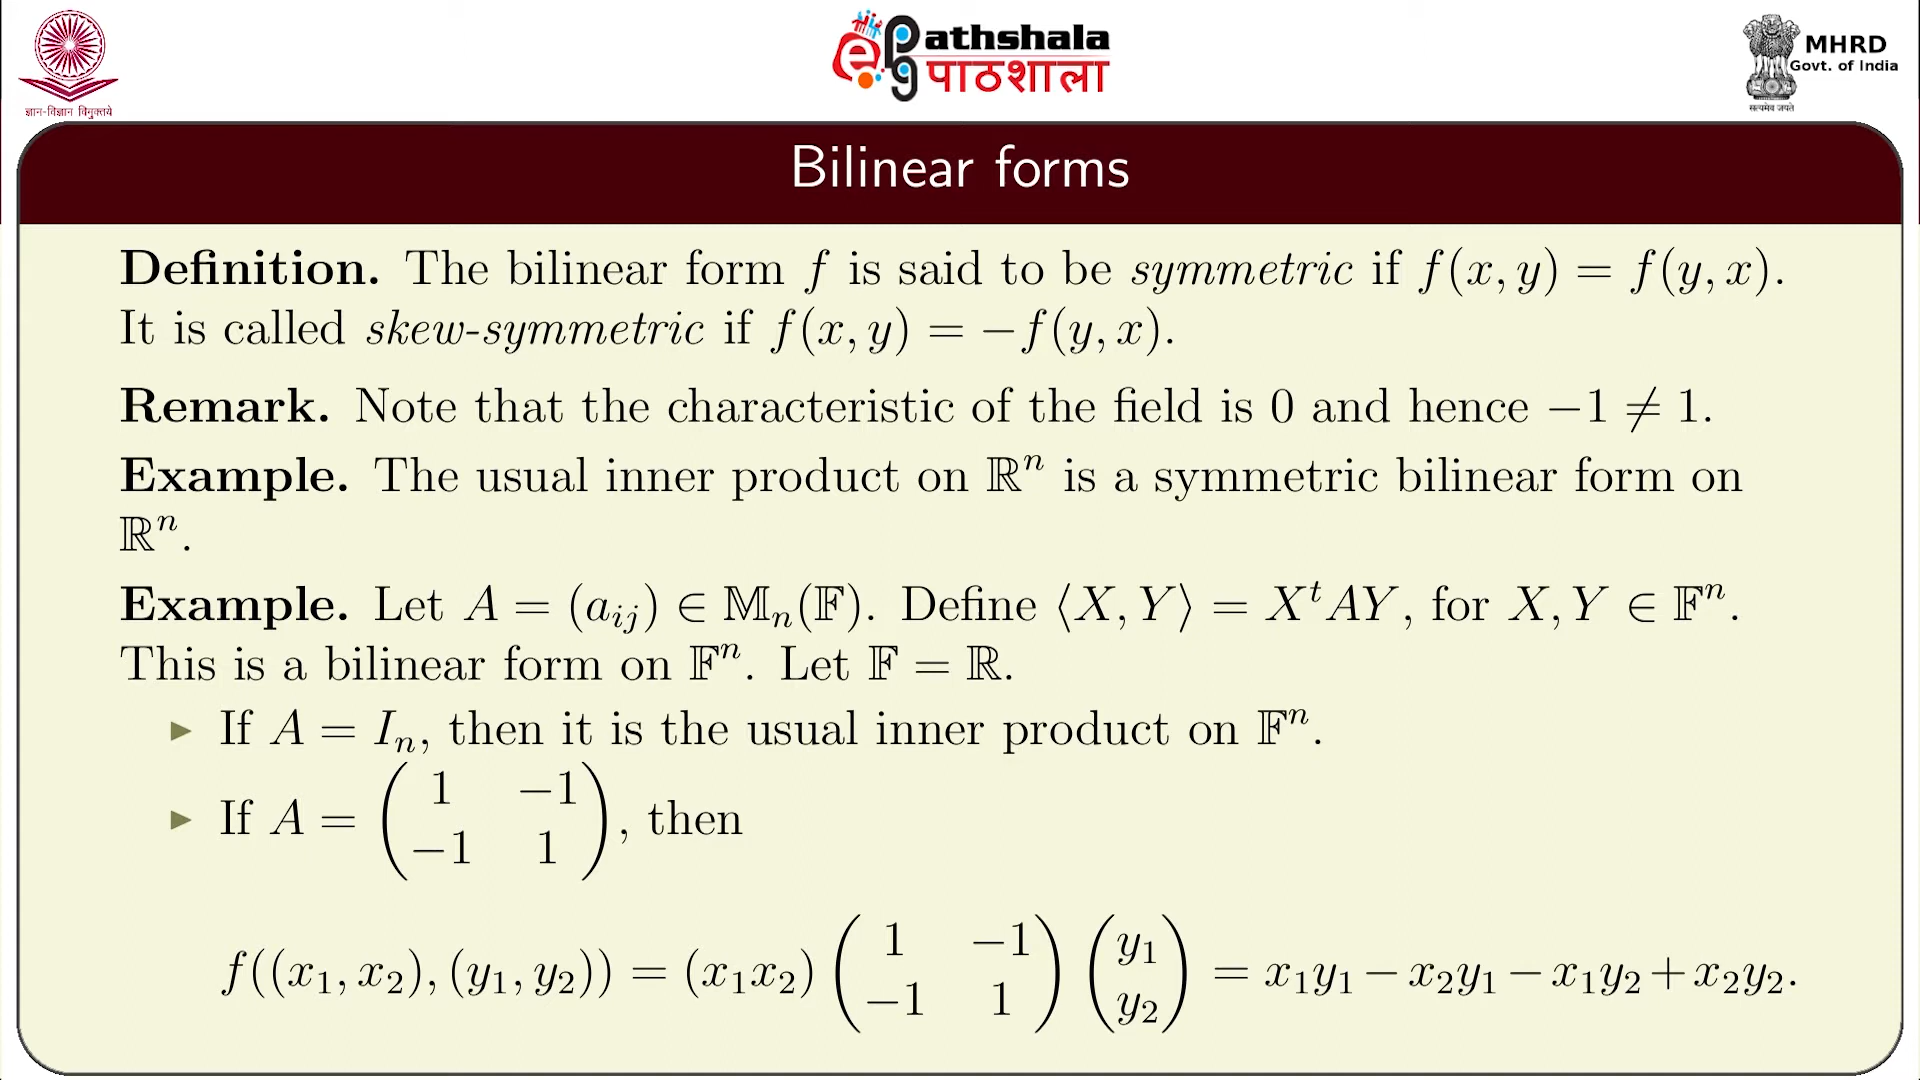 ज्ञान-विज्ञान विमुक्तये
ePGathshala
पाठशाला
MHRD
Govt. of India
सत्यमेव जयते
Bilinear forms
Definition. The bilinear form f is said to be symmetric if f(x, y) = f(y, x).
It is called skew-symmetric if f(x, y) = −f(y, x).
Remark. Note that the characteristic of the field is 0 and hence −1 ≠ 1.
Example. The usual inner product on ℝⁿ is a symmetric bilinear form on
ℝⁿ.
Example. Let A = (aᵢⱼ) ∈ 𝕄ₙ(𝔽). Define ⟨X, Y⟩ = XᵗAY, for X, Y ∈ 𝔽ⁿ.
This is a bilinear form on 𝔽ⁿ. Let 𝔽 = ℝ.
▶ If A = Iₙ, then it is the usual inner product on 𝔽ⁿ.
▶ If A = (1 −1; −1 1), then
f((x₁, x₂), (y₁, y₂)) = (x₁x₂) (1 −1; −1 1) (y₁; y₂) = x₁y₁ − x₂y₁ − x₁y₂ + x₂y₂.